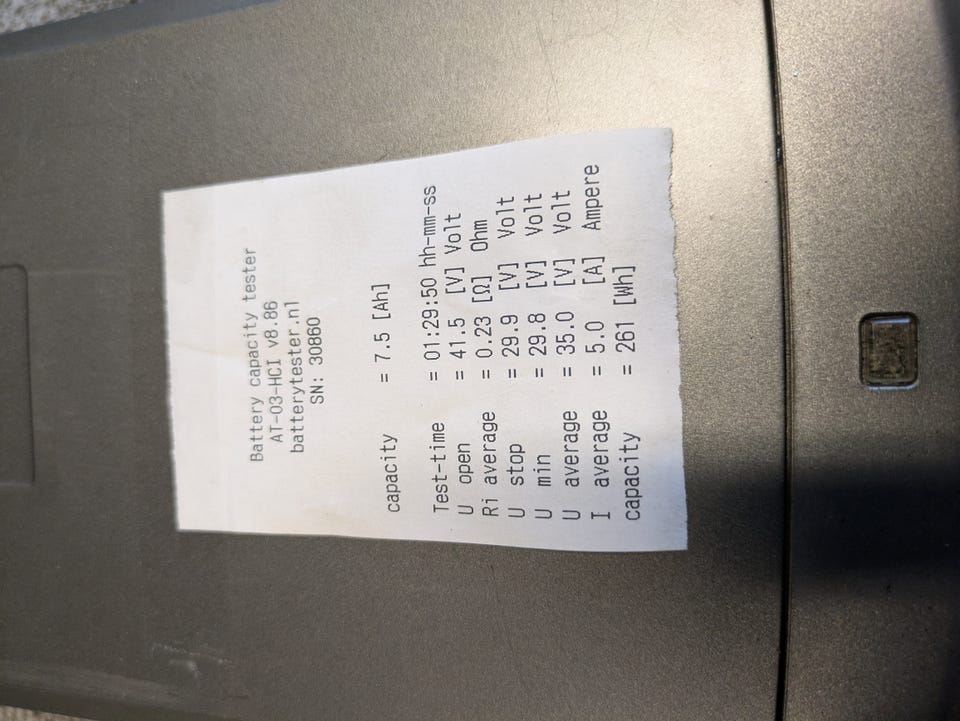 Battery capacity tester
AT-03-HCI v8.86
batterytester.nl
SN: 30860
capacity = 7.5 [Ah]
Test-time = 01:29:50 hh-mm-ss
U open = 41.5 [V] Volt
Ri average = 0.23 [Ω] Ohm
U stop = 29.9 [V] Volt
U min = 29.8 [V] Volt
U average = 35.0 [V] Volt
I average = 5.0 [A] Ampere
capacity = 261 [Wh]